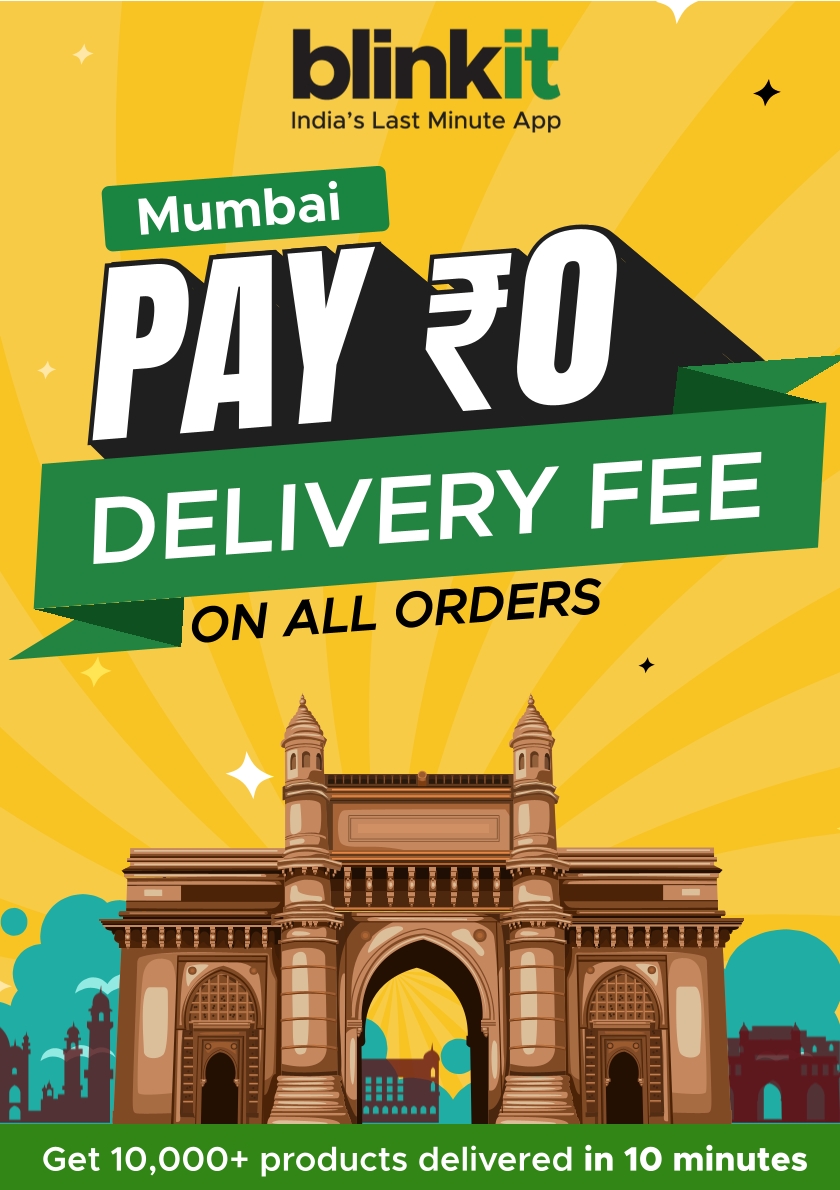 blinkit
India's Last Minute App
Mumbai
PAY ₹0
DELIVERY FEE
ON ALL ORDERS
Get 10,000+ products delivered in 10 minutes